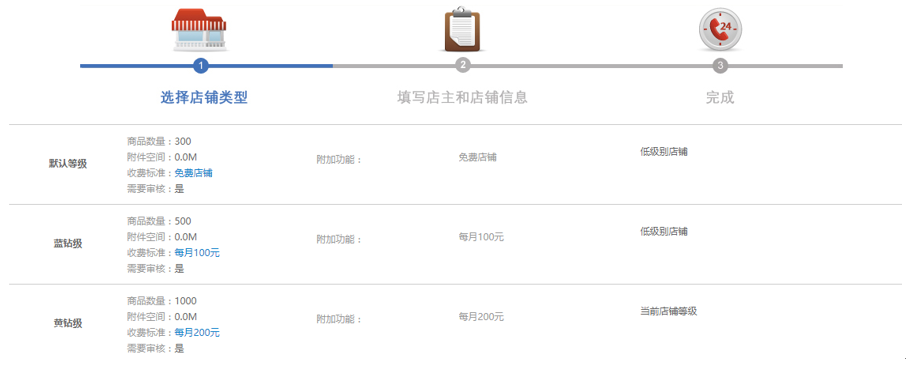 24
1
2
3
选择店铺类型
填写店主和店铺信息
完成
默认等级
商品数量：300
附件空间：0.0M
收费标准：免费店铺
需要审核：是
附加功能：
免费店铺
低级别店铺
蓝钻级
商品数量：500
附件空间：0.0M
收费标准：每月100元
需要审核：是
附加功能：
每月100元
低级别店铺
黄钻级
商品数量：1000
附件空间：0.0M
收费标准：每月200元
需要审核：是
附加功能：
每月200元
当前店铺等级